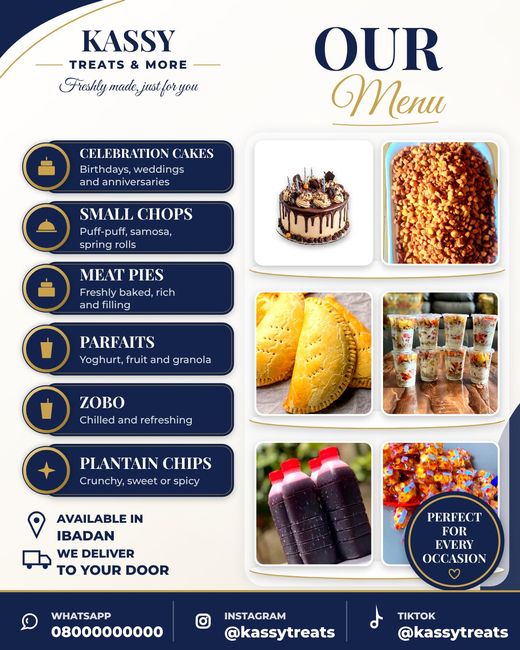 KASSY
TREATS & MORE
Freshly made, just for you
OUR
Menu
CELEBRATION CAKES
Birthdays, weddings
and anniversaries
SMALL CHOPS
Puff-puff, samosa,
spring rolls
MEAT PIES
Freshly baked, rich
and filling
PARFAITS
Yoghurt, fruit and granola
ZOBO
Chilled and refreshing
PLANTAIN CHIPS
Crunchy, sweet or spicy
AVAILABLE IN
IBADAN
WE DELIVER
TO YOUR DOOR
PERFECT
FOR
EVERY
OCCASION
WHATSAPP
08000000000
INSTAGRAM
@kassytreats
TIKTOK
@kassytreats